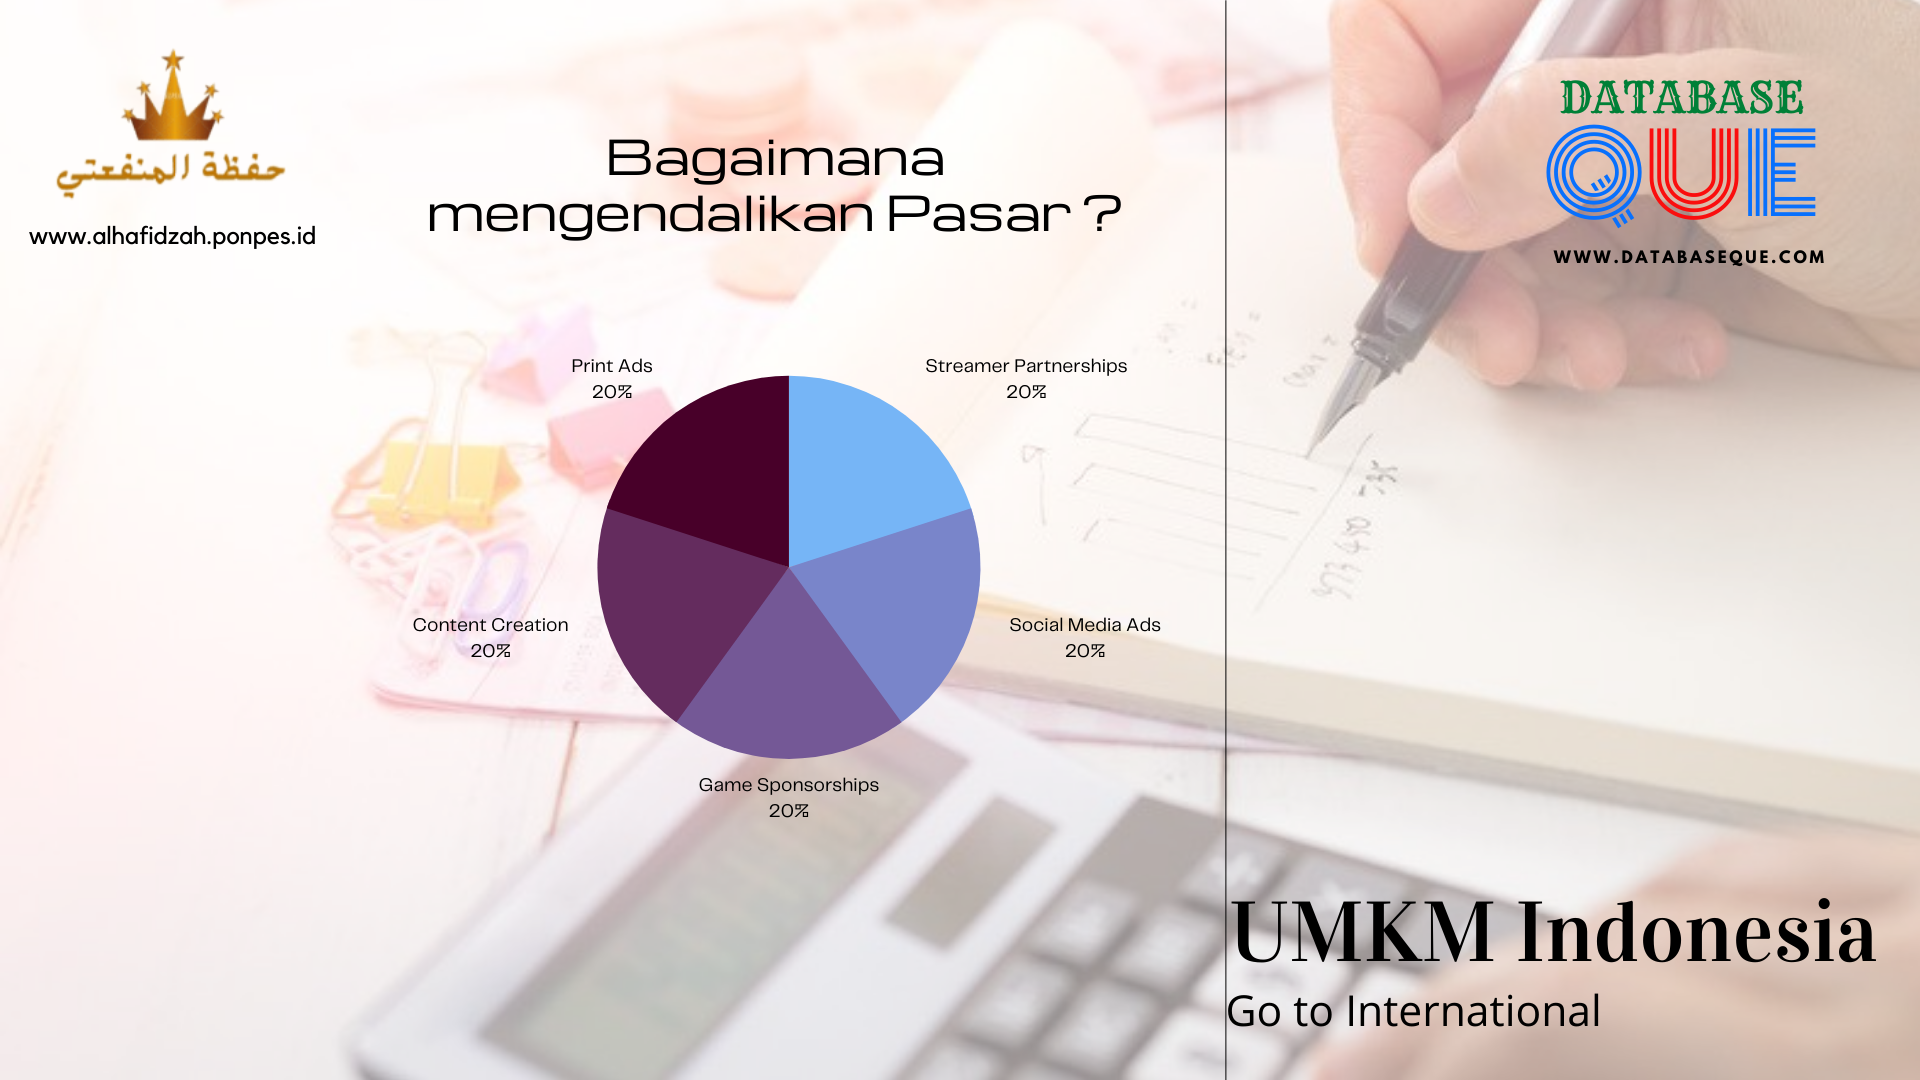 حفظة المنفعتي
www.alhafidzah.ponpes.id
Bagaimana
mengendalikan Pasar ?
DATABASE
QUE
WWW.DATABASEQUE.COM
Print Ads
20%
Streamer Partnerships
20%
Content Creation
20%
Social Media Ads
20%
Game Sponsorships
20%
UMKM Indonesia
Go to International